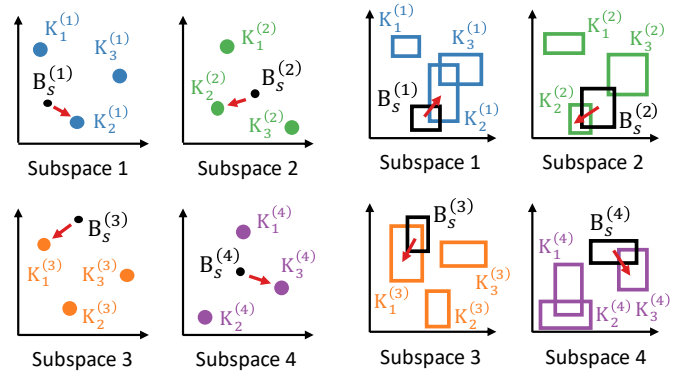 K₁⁽¹⁾ K₃⁽¹⁾ B_s⁽¹⁾ K₂⁽¹⁾
Subspace 1
K₁⁽²⁾ K₂⁽²⁾ B_s⁽²⁾ K₃⁽²⁾
Subspace 2
K₁⁽¹⁾ K₃⁽¹⁾ B_s⁽¹⁾ K₂⁽¹⁾
Subspace 1
K₁⁽²⁾ K₃⁽²⁾ K₂⁽²⁾ B_s⁽²⁾
Subspace 2
B_s⁽³⁾ K₁⁽³⁾ K₃⁽³⁾ K₂⁽³⁾
Subspace 3
K₁⁽⁴⁾ B_s⁽⁴⁾ K₃⁽⁴⁾ K₂⁽⁴⁾
Subspace 4
B_s⁽³⁾ K₃⁽³⁾ K₁⁽³⁾ K₂⁽³⁾
Subspace 3
B_s⁽⁴⁾ K₁⁽⁴⁾ K₂⁽⁴⁾ K₃⁽⁴⁾
Subspace 4